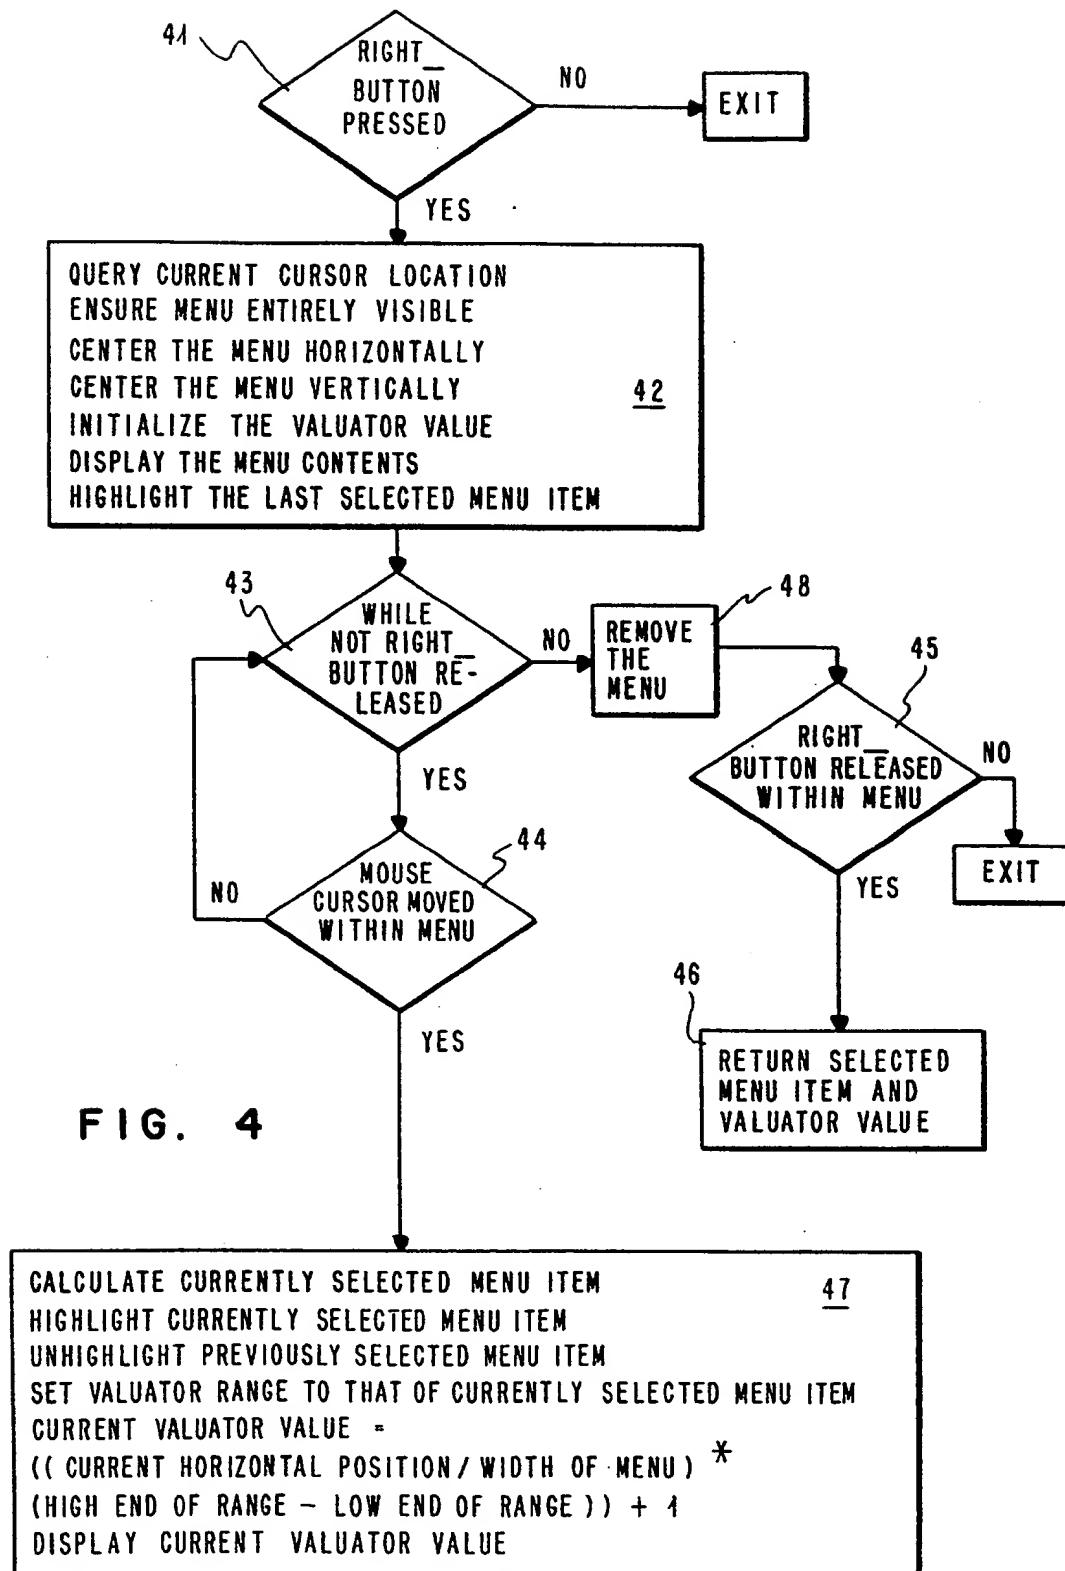 41
RIGHT_
BUTTON
PRESSED
NO
EXIT
YES
QUERY CURRENT CURSOR LOCATION
ENSURE MENU ENTIRELY VISIBLE
CENTER THE MENU HORIZONTALLY
CENTER THE MENU VERTICALLY
42
INITIALIZE THE VALUATOR VALUE
DISPLAY THE MENU CONTENTS
HIGHLIGHT THE LAST SELECTED MENU ITEM
43
WHILE
NOT RIGHT_
BUTTON RE-
LEASED
NO
YES
48
REMOVE
THE
MENU
45
RIGHT_
BUTTON RELEASED
WITHIN MENU
NO
EXIT
YES
44
MOUSE
CURSOR MOVED
WITHIN MENU
NO
YES
46
RETURN SELECTED
MENU ITEM AND
VALUATOR VALUE
FIG. 4
CALCULATE CURRENTLY SELECTED MENU ITEM
47
HIGHLIGHT CURRENTLY SELECTED MENU ITEM
UNHIGHLIGHT PREVIOUSLY SELECTED MENU ITEM
SET VALUATOR RANGE TO THAT OF CURRENTLY SELECTED MENU ITEM
CURRENT VALUATOR VALUE =
(( CURRENT HORIZONTAL POSITION / WIDTH OF MENU ) *
(HIGH END OF RANGE - LOW END OF RANGE )) + 1
DISPLAY CURRENT VALUATOR VALUE